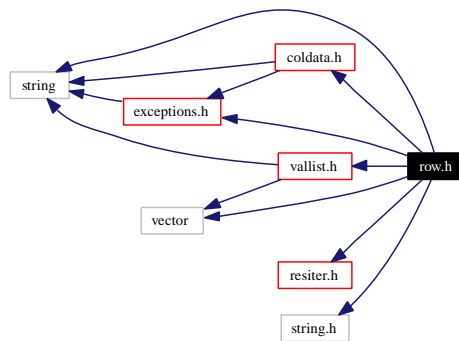 coldata.h
string
exceptions.h
vallist.h
row.h
vector
resiter.h
string.h